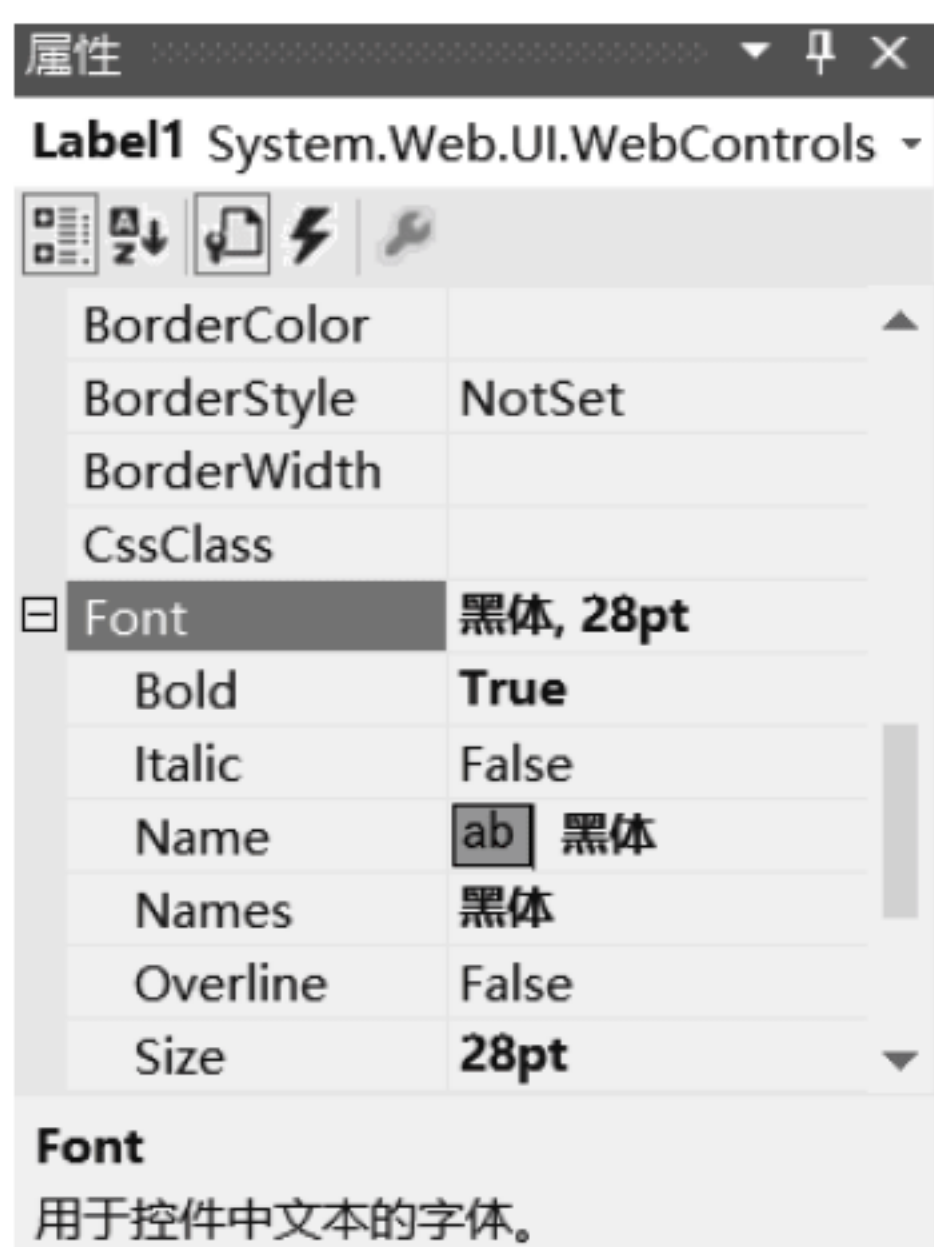 属性
Label1 System.Web.UI.WebControls
BorderColor
BorderStyle NotSet
BorderWidth
CssClass
Font 黑体, 28pt
Bold True
Italic False
Name ab 黑体
Names 黑体
Overline False
Size 28pt
Font
用于控件中文本的字体。